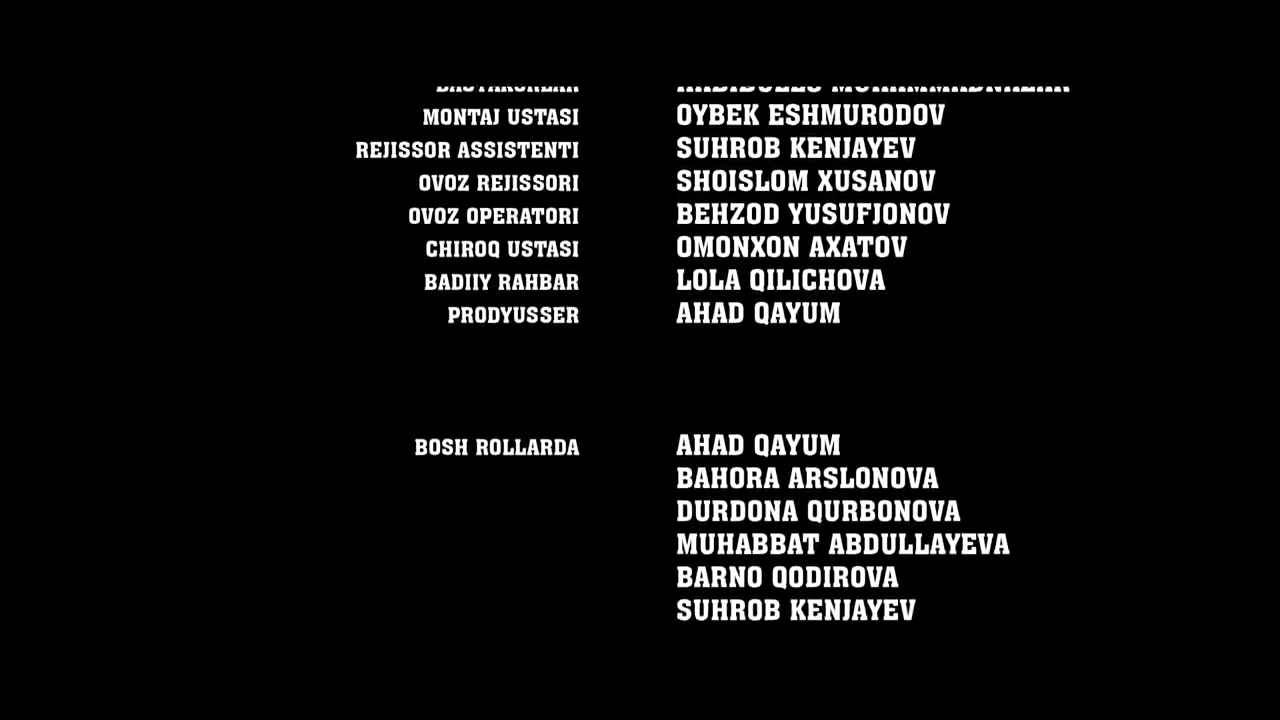 MONTAJ USTASI OYBEK ESHMURODOV
REJISSOR ASSISTENTI SUHROB KENJAYEV
OVOZ REJISSORI SHOISLOM XUSANOV
OVOZ OPERATORI BEHZOD YUSUFJONOV
CHIROQ USTASI OMONXON AXATOV
BADIIY RAHBAR LOLA QILICHOVA
PRODYUSSER AHAD QAYUM
BOSH ROLLARDA AHAD QAYUM
BAHORA ARSLONOVA
DURDONA QURBONOVA
MUHABBAT ABDULLAYEVA
BARNO QODIROVA
SUHROB KENJAYEV